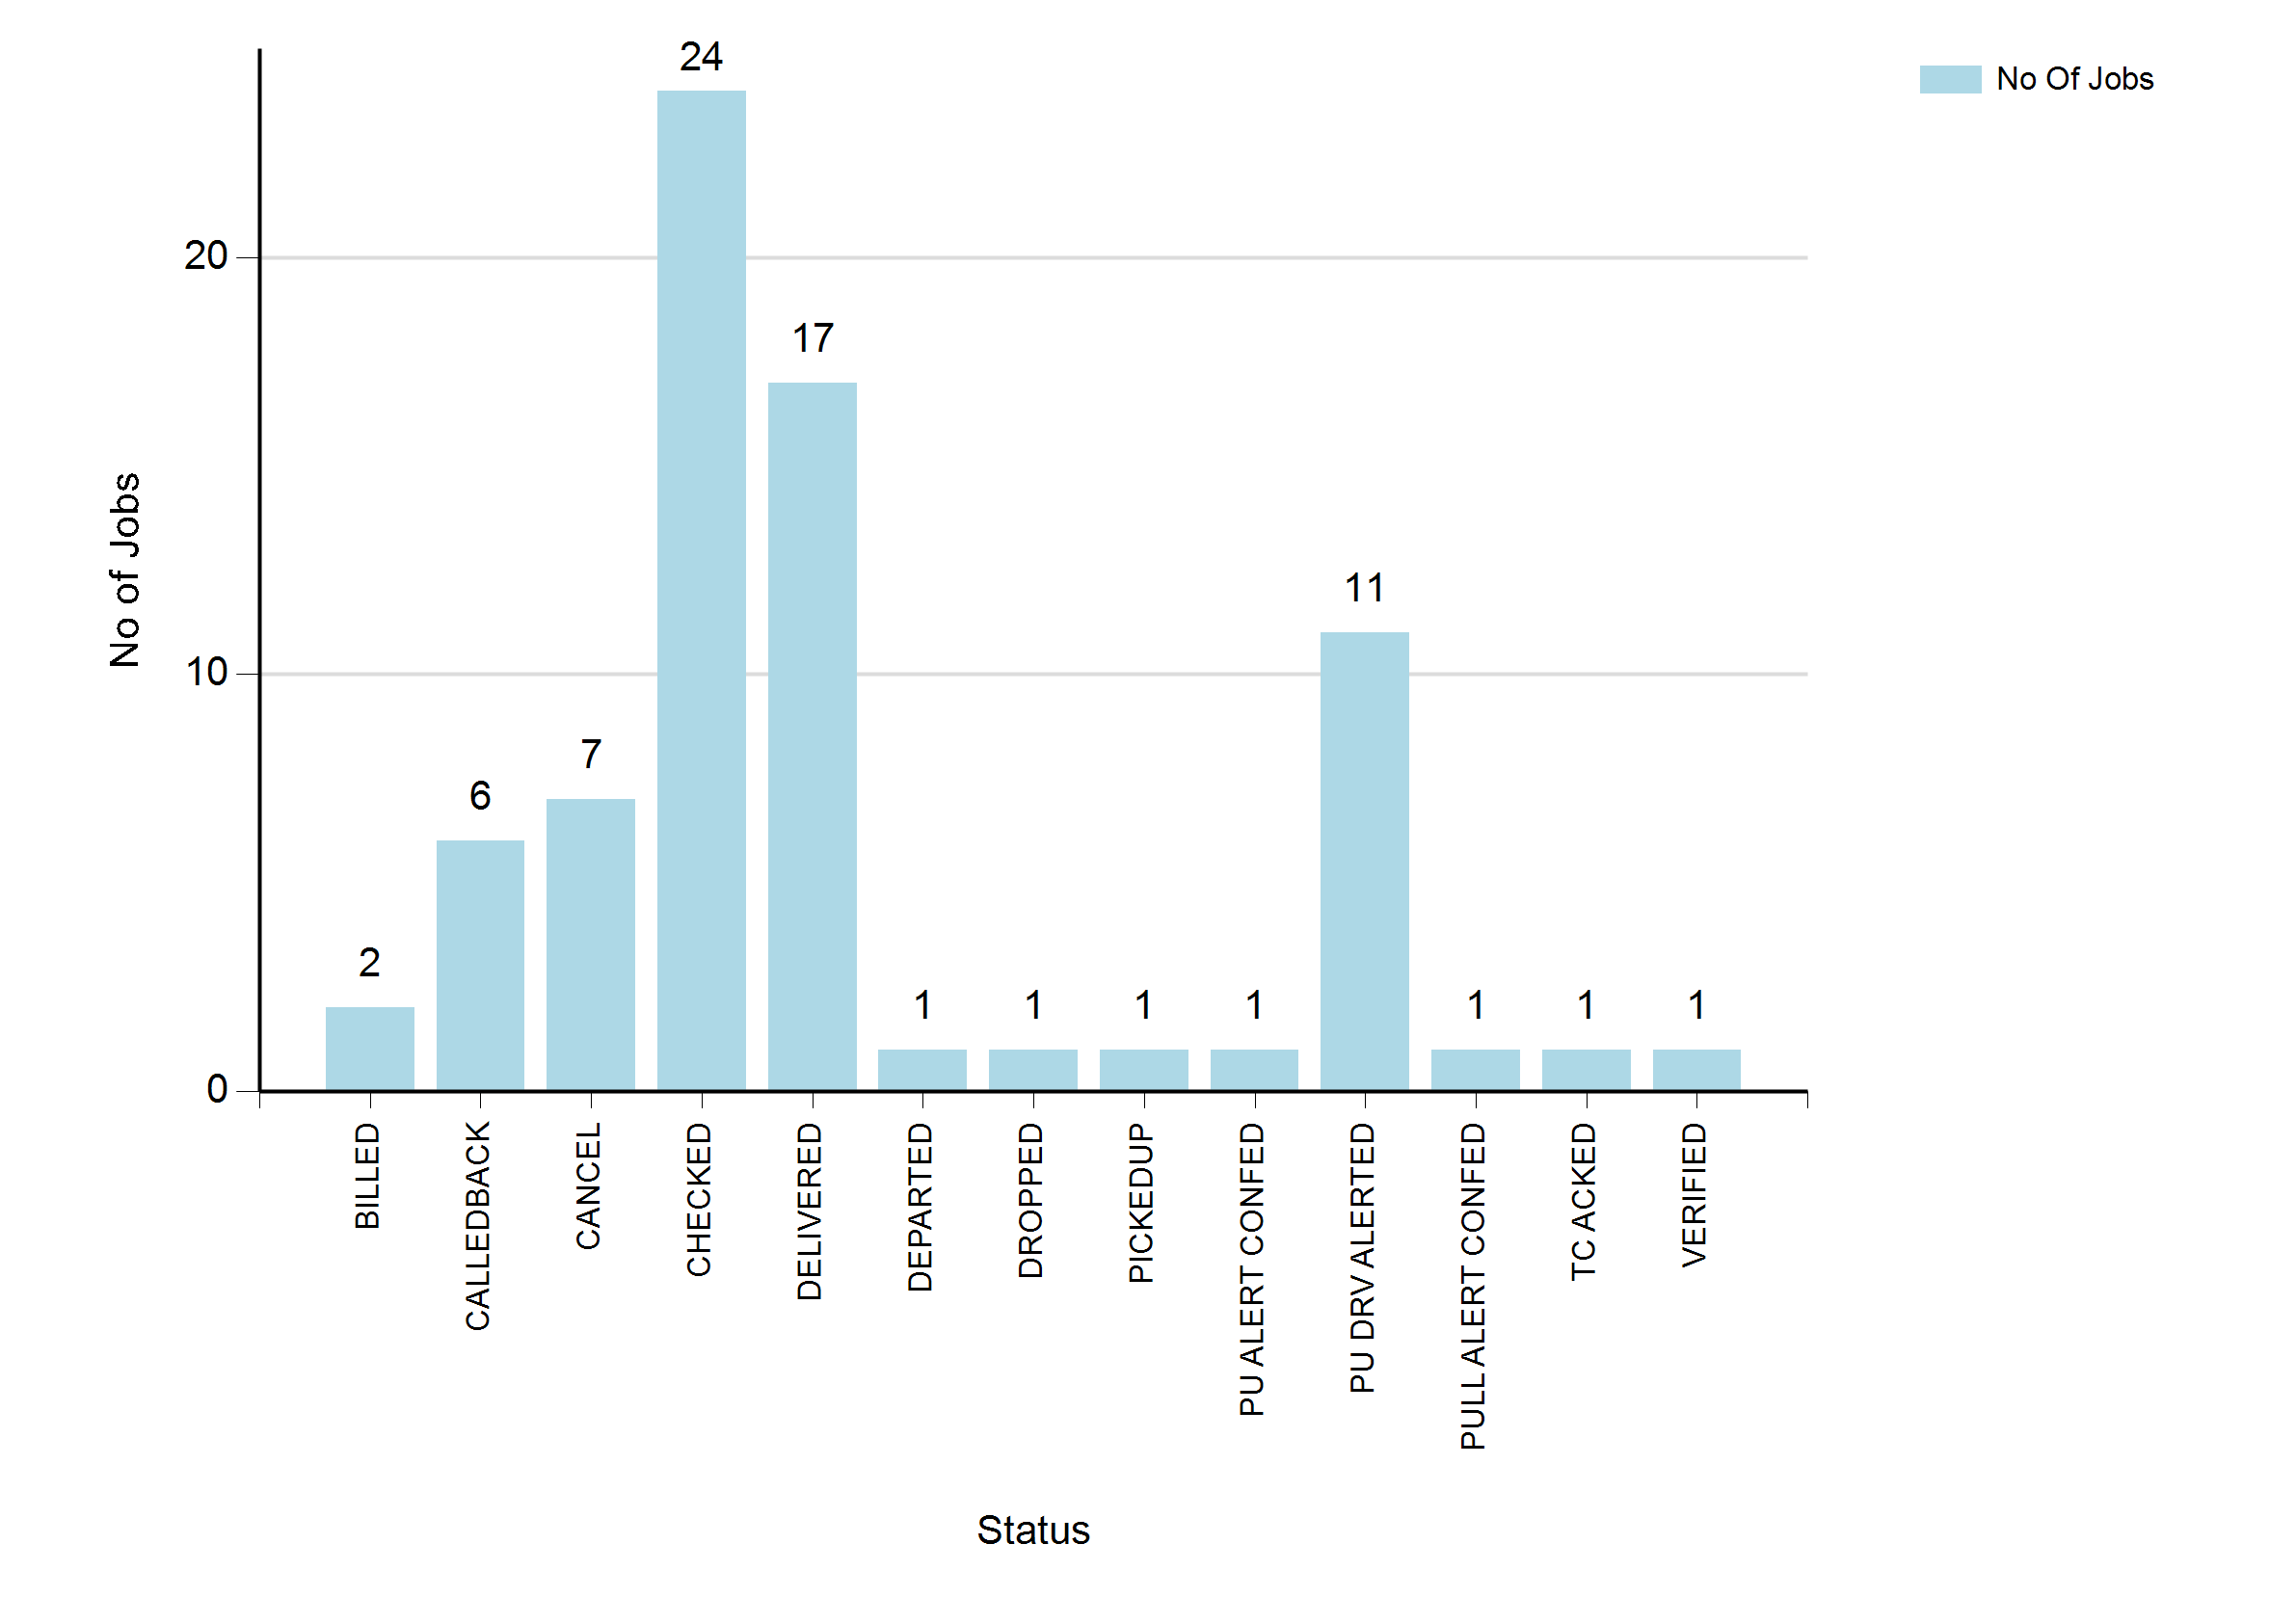 24
No Of Jobs
20
17
11
No of Jobs
10
7
6
2
1
1
1
1
1
1
1
0
BILLED
CALLEDBACK
CANCEL
CHECKED
DELIVERED
DEPARTED
DROPPED
PICKEDUP
PU ALERT CONFED
PU DRV ALERTED
PULL ALERT CONFED
TC ACKED
VERIFIED
Status